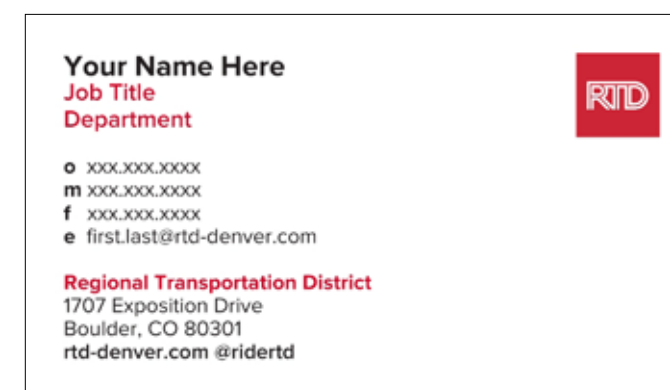 Your Name Here
Job Title
Department
RTD
o xxx.xxx.xxxx
m xxx.xxx.xxxx
f xxx.xxx.xxxx
e first.last@rtd-denver.com
Regional Transportation District
1707 Exposition Drive
Boulder, CO 80301
rtd-denver.com @ridertd